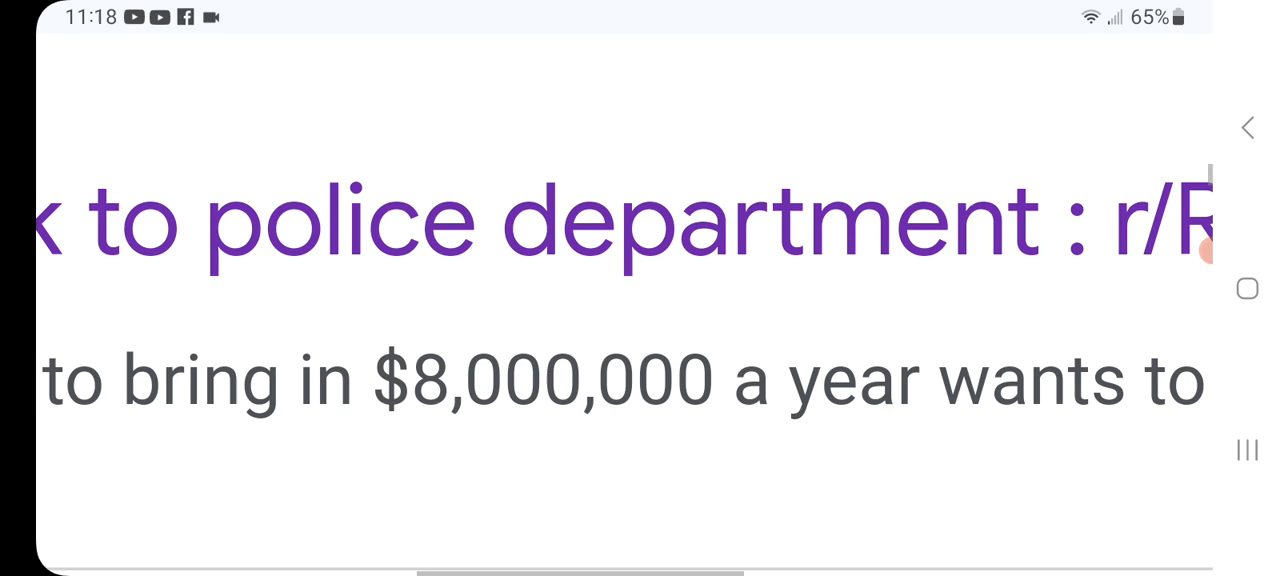 11:18
65%
k to police department : r/R
to bring in $8,000,000 a year wants to